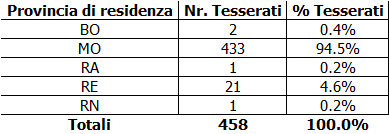 Provincia di residenza Nr. Tesserati % Tesserati
BO 2 0.4%
MO 433 94.5%
RA 1 0.2%
RE 21 4.6%
RN 1 0.2%
Totali 458 100.0%